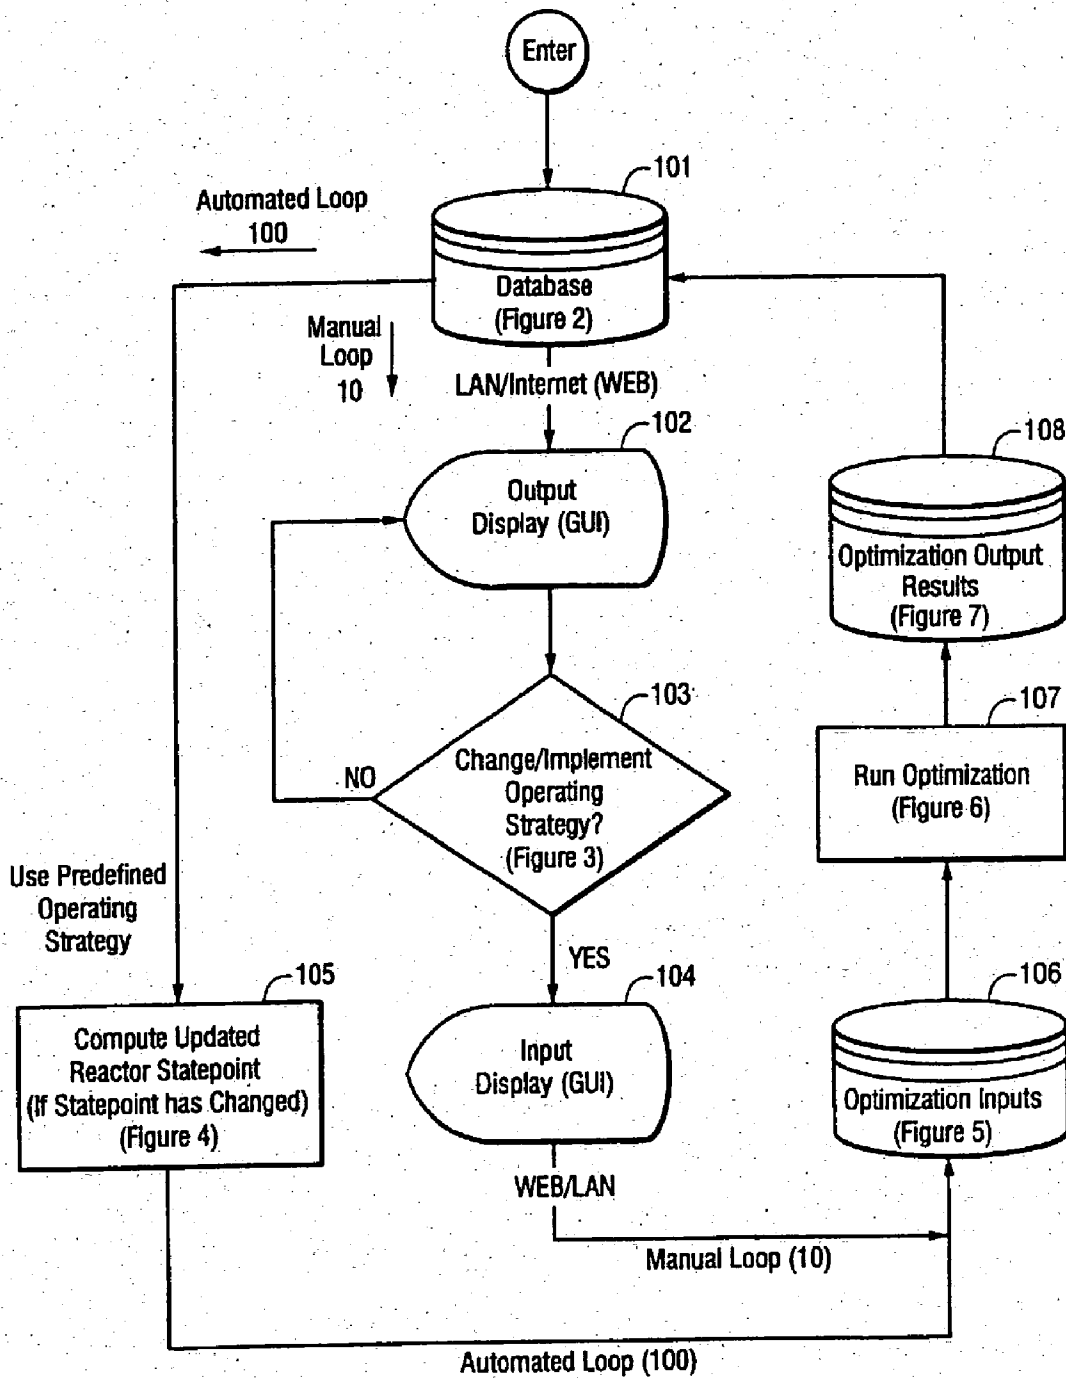 Enter
101
Automated Loop
100
Database
(Figure 2)
Manual
Loop
10
LAN/Internet (WEB)
102
108
Output
Display (GUI)
Optimization Output
Results
(Figure 7)
103
107
Change/Implement
Operating
Strategy?
(Figure 3)
NO
Run Optimization
(Figure 6)
Use Predefined
Operating
Strategy
YES
105
104
106
Compute Updated
Reactor Statepoint
(If Statepoint has Changed)
(Figure 4)
Input
Display (GUI)
Optimization Inputs
(Figure 5)
WEB/LAN
Manual Loop (10)
Automated Loop (100)